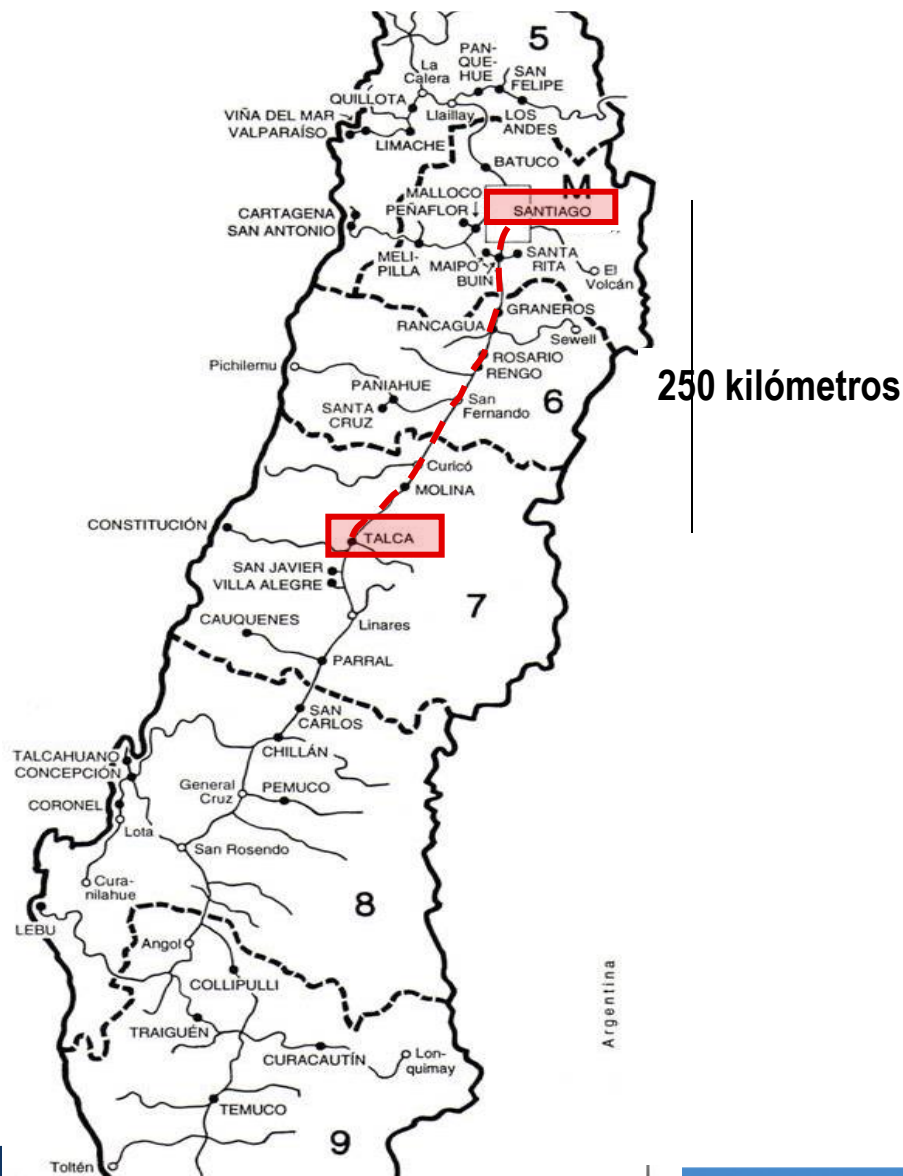 5
PAN-
QUE-
HUE
SAN
FELIPE
La
Calera
QUILLOTA
Llaillay
LOS
ANDES
VIÑA DEL MAR
VALPARAÍSO
LIMACHE
BATUCO
M
MALLOCO
PEÑAFLOR
SANTIAGO
CARTAGENA
SAN ANTONIO
MELI-
PILLA
MAIPO
BUIN
SANTA
RITA
El
Volcán
GRANEROS
RANCAGUA
Sewell
ROSARIO
RENGO
Pichilemu
PANIAHUE
SANTA
CRUZ
San
Fernando
6
250 kilómetros
Curicó
MOLINA
CONSTITUCIÓN
TALCA
SAN JAVIER
VILLA ALEGRE
7
CAUQUENES
Linares
PARRAL
SAN
CARLOS
CHILLÁN
TALCAHUANO
CONCEPCIÓN
General
Cruz
PEMUCO
CORONEL
Lota
San Rosendo
Cura-
nilahue
8
LEBU
Angol
COLLIPULLI
Argentina
TRAIGUÉN
CURACAUTÍN
Lon-
quimay
TEMUCO
9
Toltén